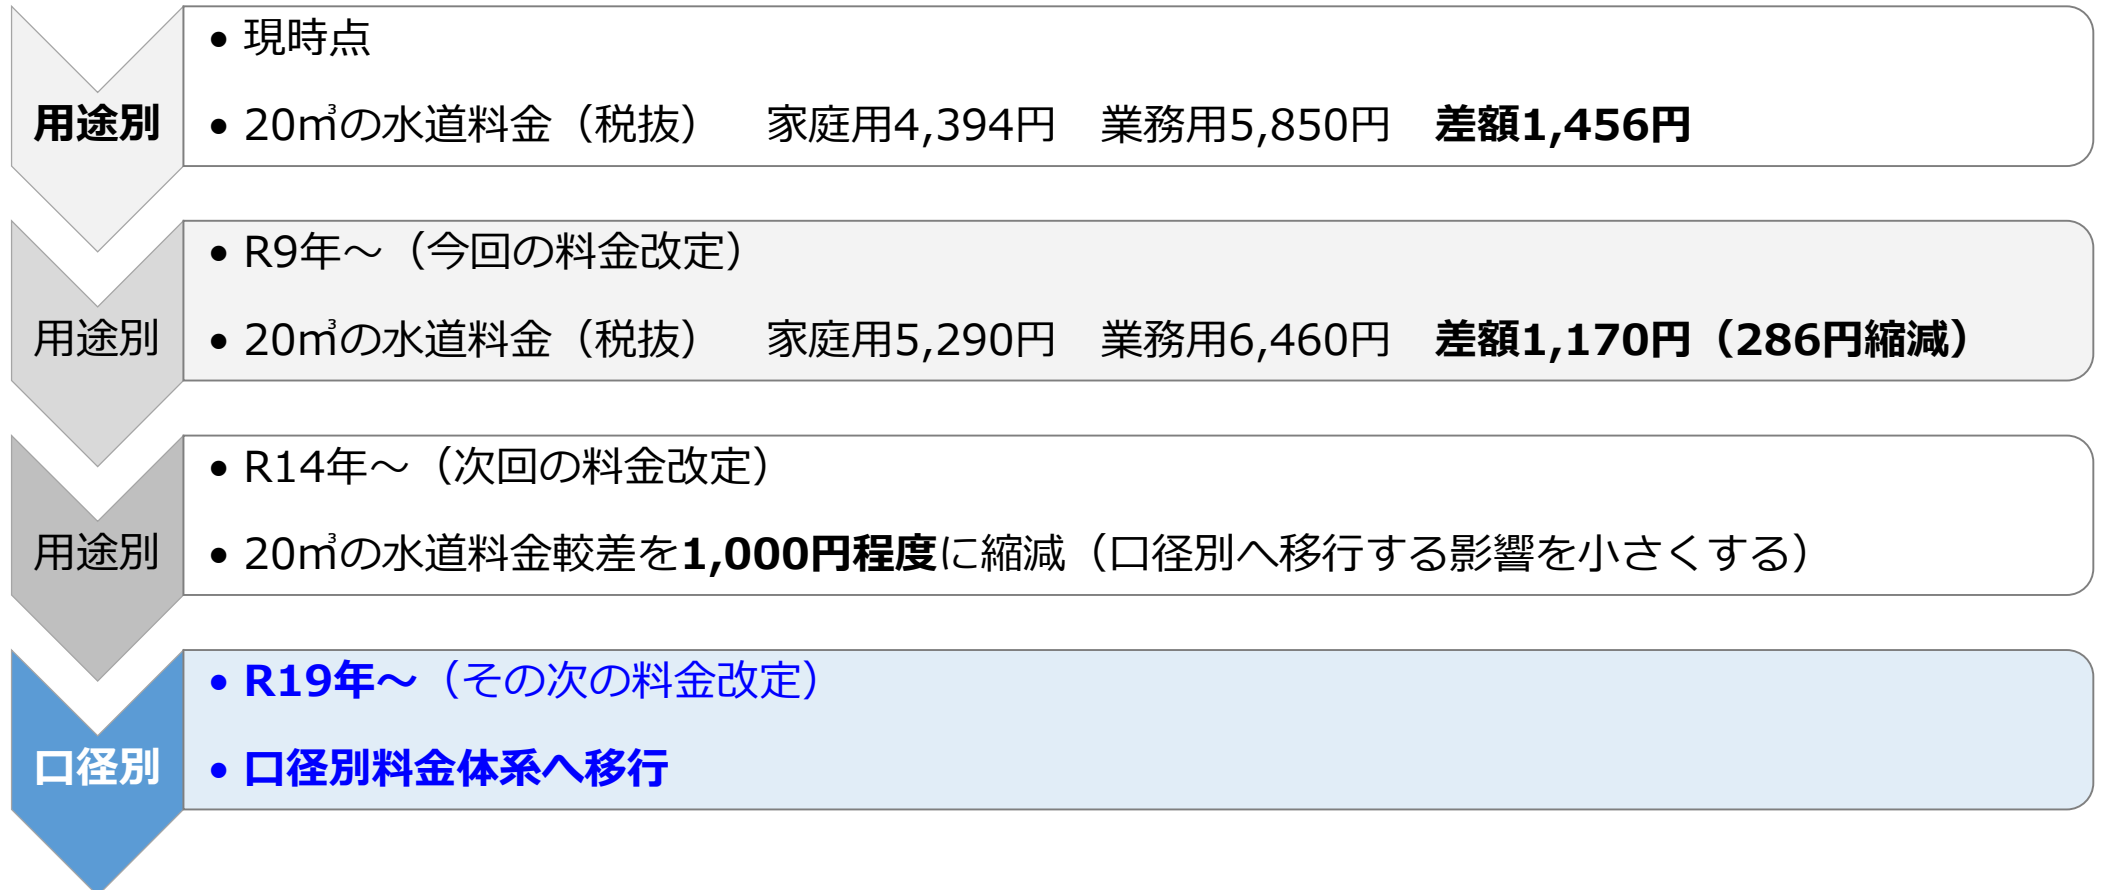 用途別
• 現時点
• 20㎥の水道料金（税抜）　家庭用4,394円　業務用5,850円　差額1,456円
用途別
• R9年～（今回の料金改定）
• 20㎥の水道料金（税抜）　家庭用5,290円　業務用6,460円　差額1,170円（286円縮減）
用途別
• R14年～（次回の料金改定）
• 20㎥の水道料金較差を1,000円程度に縮減（口径別へ移行する影響を小さくする）
口径別
• R19年～（その次の料金改定）
• 口径別料金体系へ移行